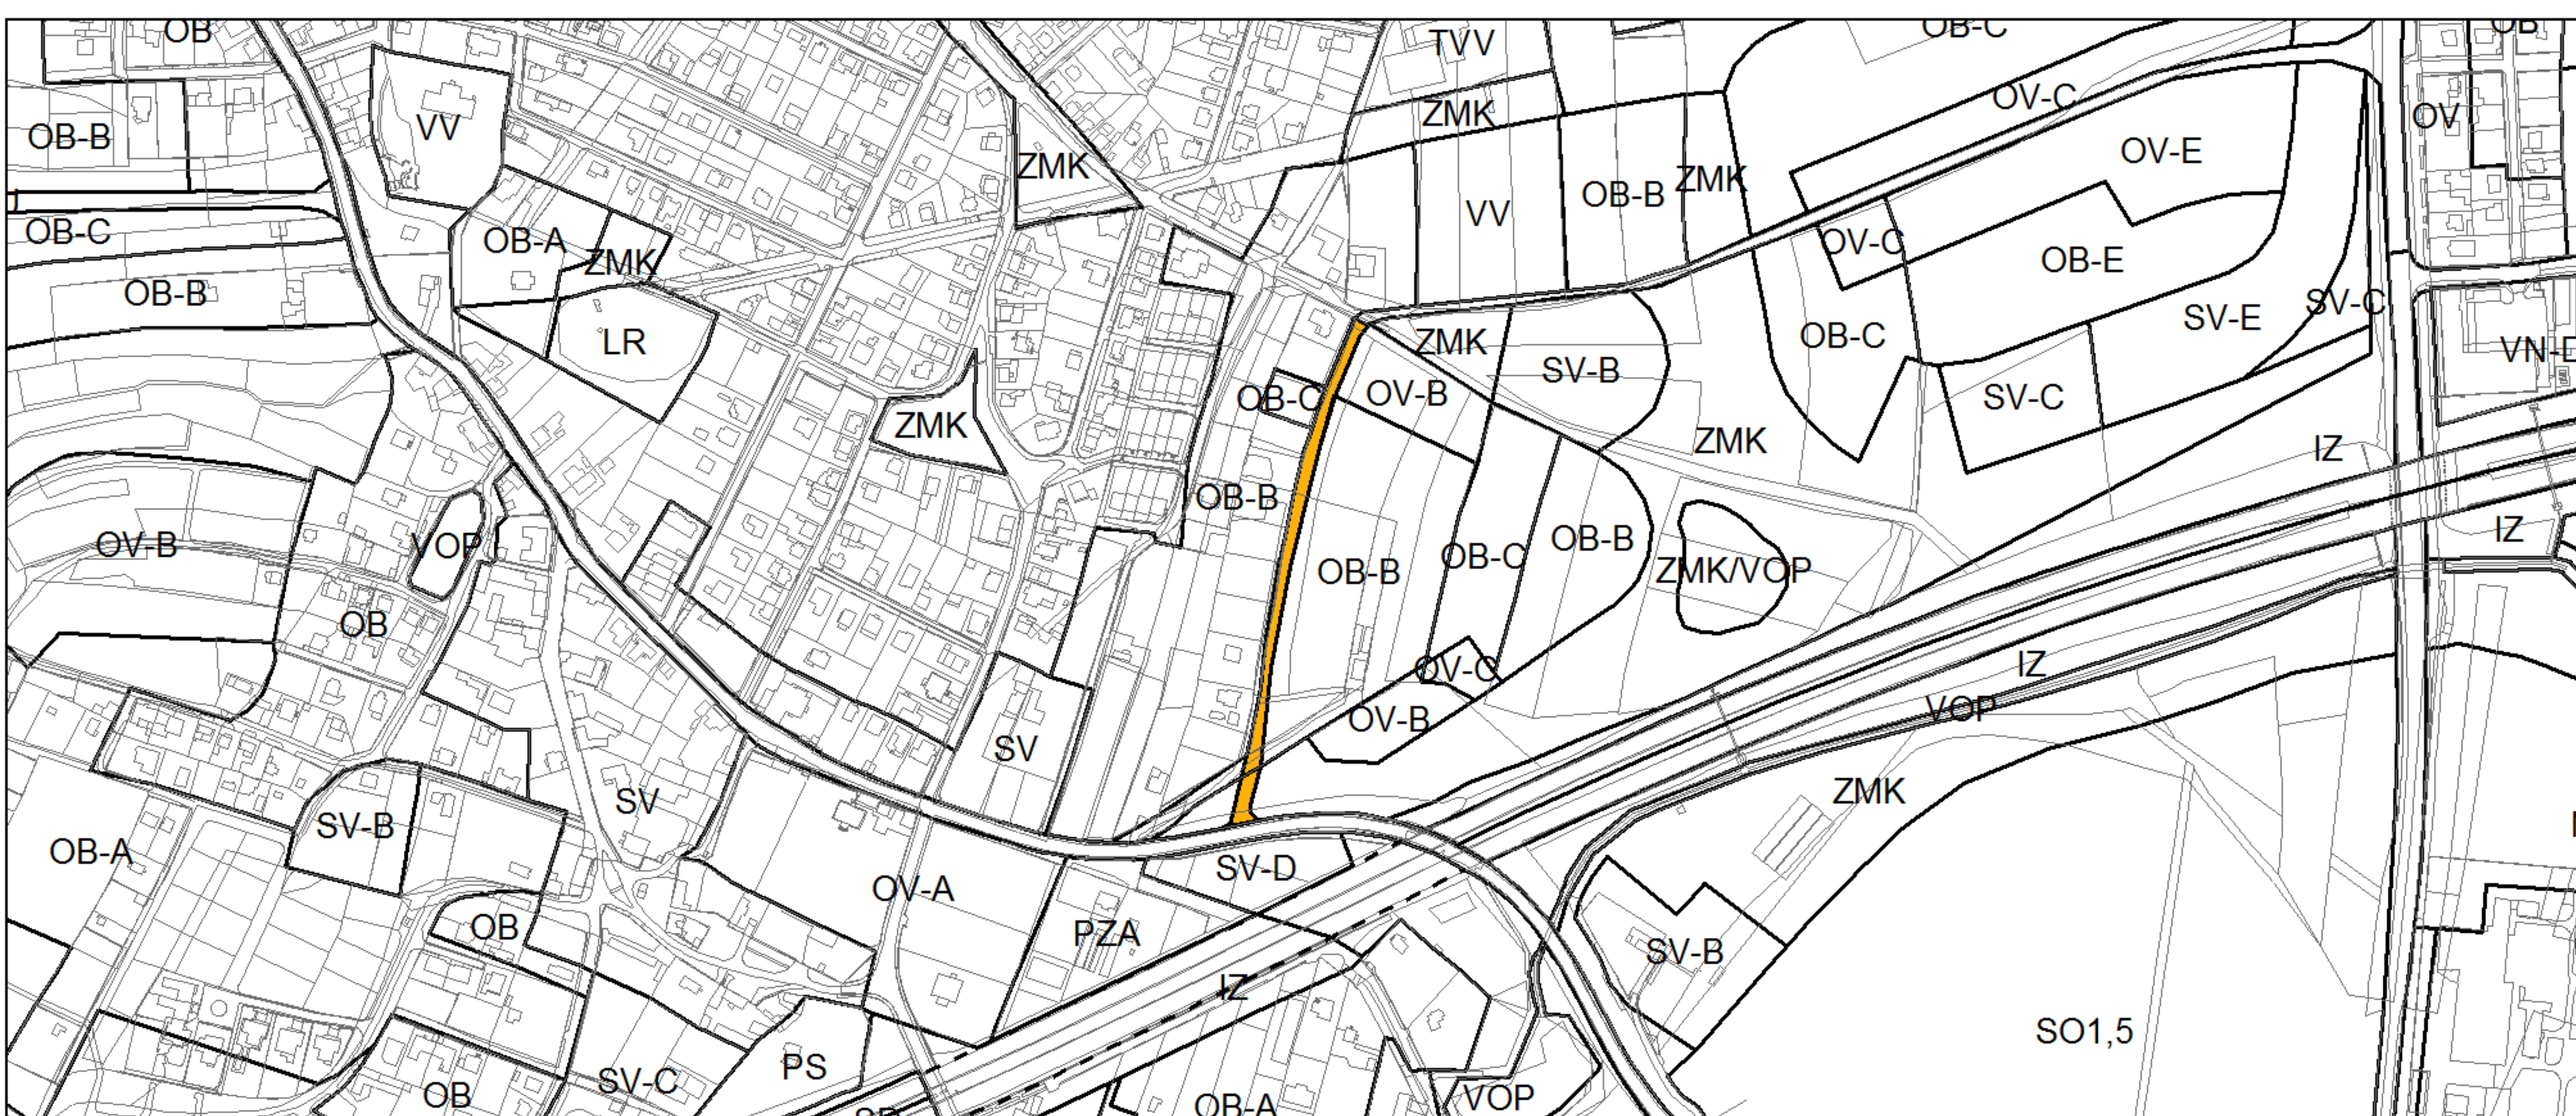 OB
TVV
OB-C
OB
OV-C
ZMK
OV
VV
OB-B
OV-E
ZMK
ZMK
OB-B
VV
OB-C
OB-A
ZMK
OV-C
OB-E
OB-B
SV-C
SV-E
LR
ZMK
OB-C
VN-D
SV-B
OV-B
OB-C
SV-C
ZMK
ZMK
IZ
OB-B
IZ
OV-B
VOP
OB-B
OB-C
OB-B
ZMK/VOP
OB
OV-C
IZ
VOP
OV-B
SV
ZMK
SV
SV-B
OB-A
SV-D
OV-A
OB
PZA
SV-B
IZ
SO1,5
PS
SV-C
OB
VOP
OB-A